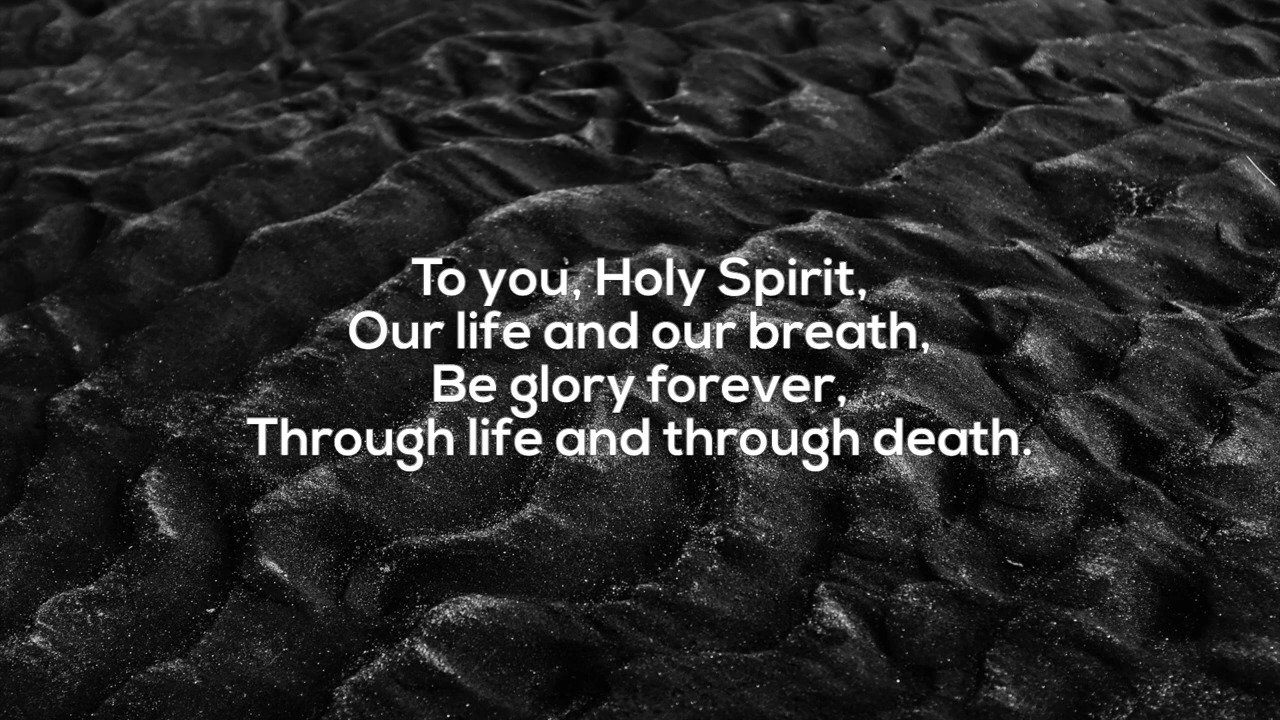 To you, Holy Spirit,
Our life and our breath,
Be glory forever,
Through life and through death.